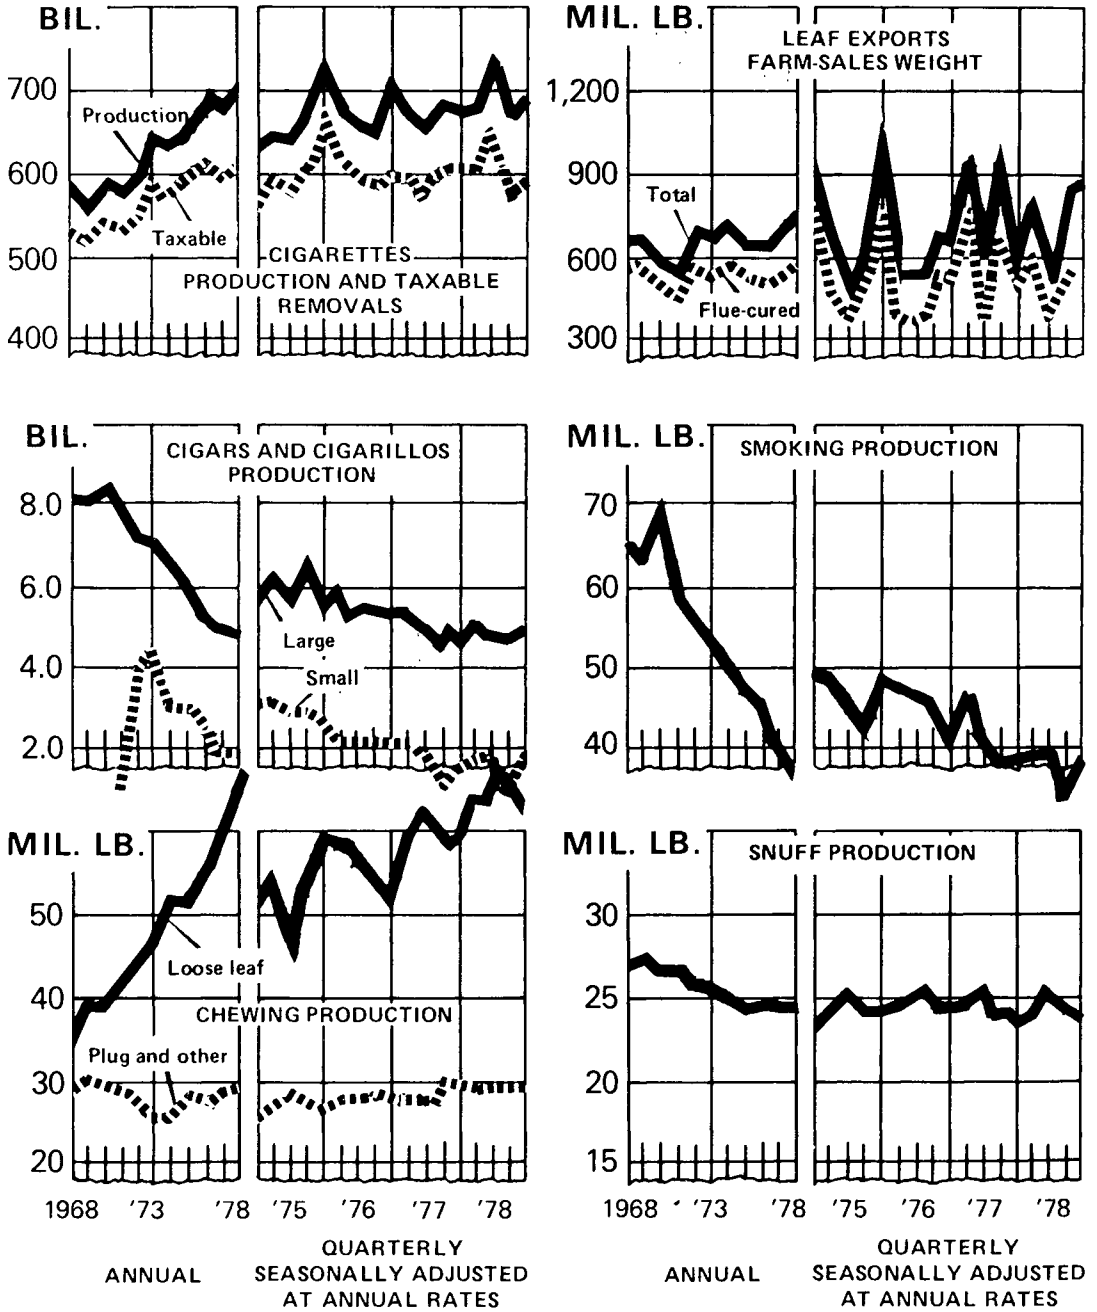 BIL.
700
600
500
400
Production
Taxable
CIGARETTES
PRODUCTION AND TAXABLE
REMOVALS
MIL. LB.
1,200
900
600
300
LEAF EXPORTS
FARM-SALES WEIGHT
Total
Flue-cured
BIL.
8.0
6.0
4.0
2.0
CIGARS AND CIGARILLOS
PRODUCTION
Large
Small
MIL. LB.
70
60
50
40
SMOKING PRODUCTION
MIL. LB.
50
40
30
20
Loose leaf
CHEWING PRODUCTION
Plug and other
1968 '73 '78 '75 '76 '77 '78
ANNUAL
QUARTERLY
SEASONALLY ADJUSTED
AT ANNUAL RATES
MIL. LB.
30
25
20
15
SNUFF PRODUCTION
1968 '73 '78 '75 '76 '77 '78
ANNUAL
QUARTERLY
SEASONALLY ADJUSTED
AT ANNUAL RATES